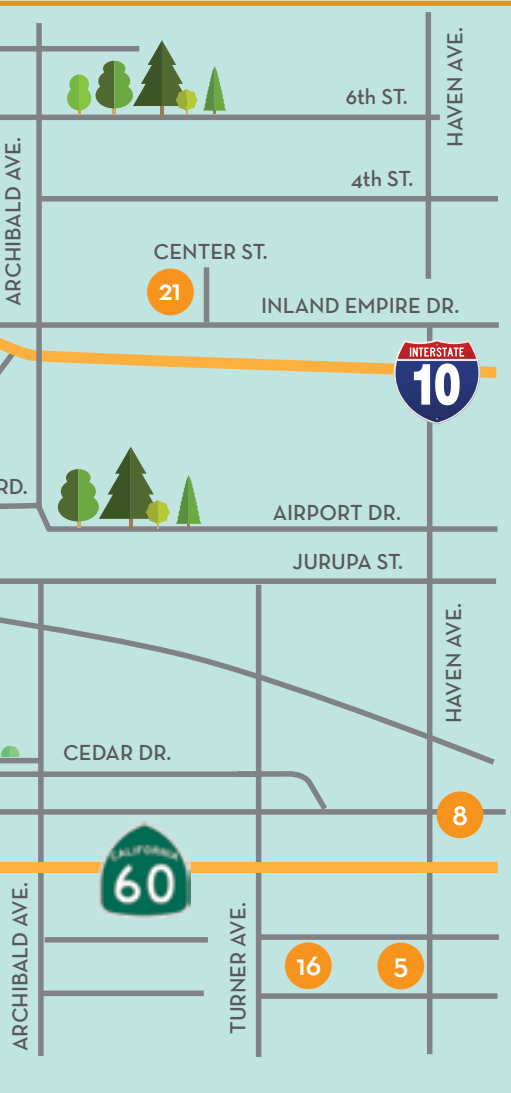 HAVEN AVE.
6th ST.
ARCHIBALD AVE.
4th ST.
CENTER ST.
21
INLAND EMPIRE DR.
INTERSTATE
10
RD.
AIRPORT DR.
JURUPA ST.
HAVEN AVE.
CEDAR DR.
8
CALIFORNIA
60
ARCHIBALD AVE.
TURNER AVE.
16
5